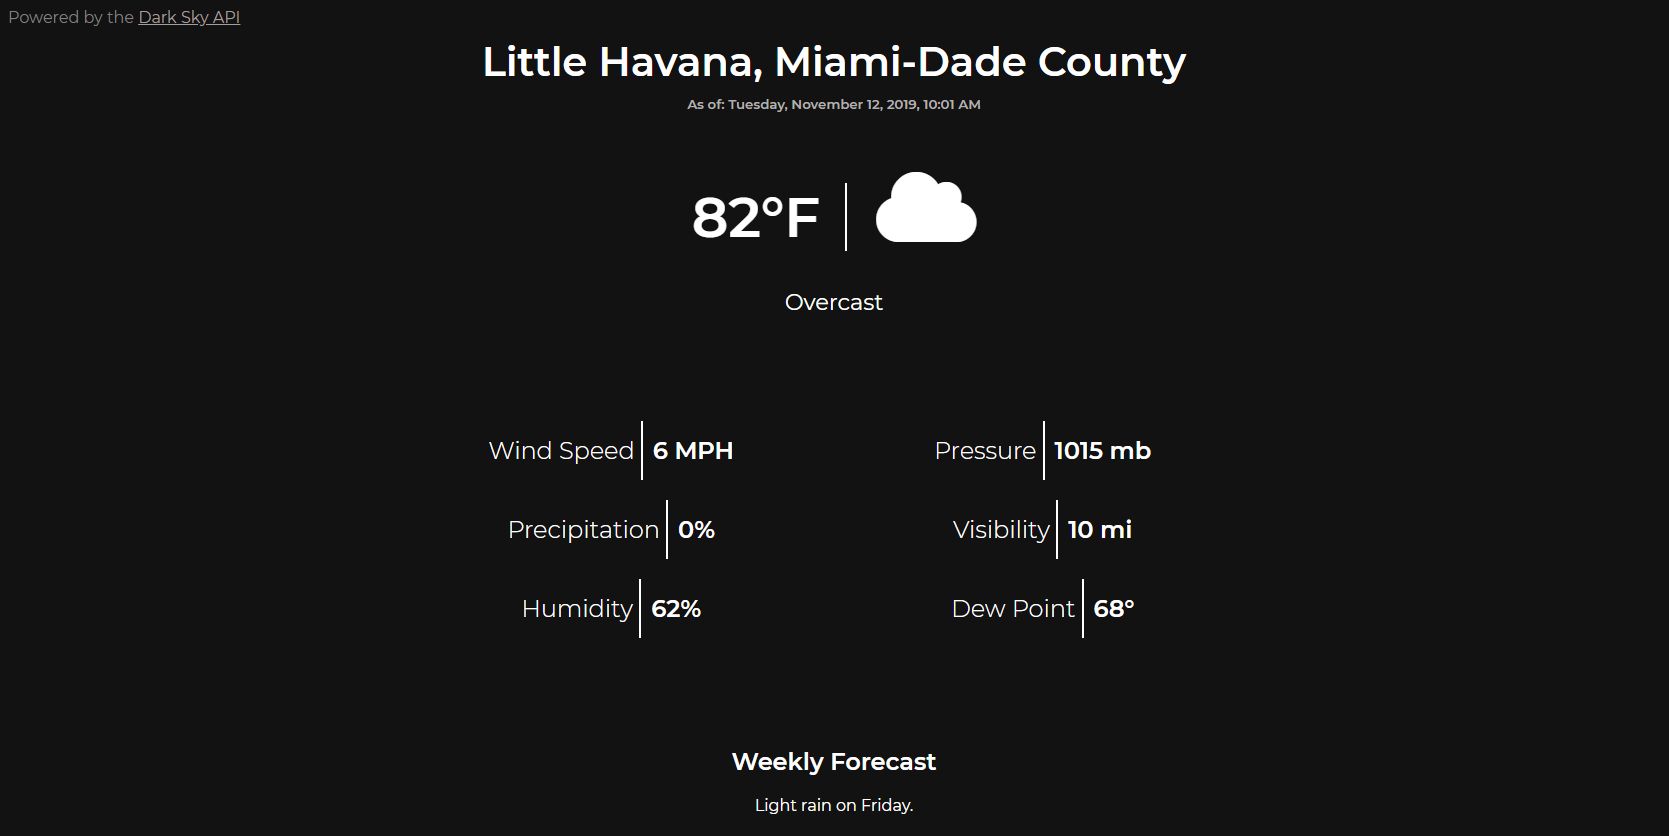 Powered by the Dark Sky API
Little Havana, Miami-Dade County
As of: Tuesday, November 12, 2019, 10:01 AM
82°F
Overcast
Wind Speed 6 MPH
Pressure 1015 mb
Precipitation 0%
Visibility 10 mi
Humidity 62%
Dew Point 68°
Weekly Forecast
Light rain on Friday.